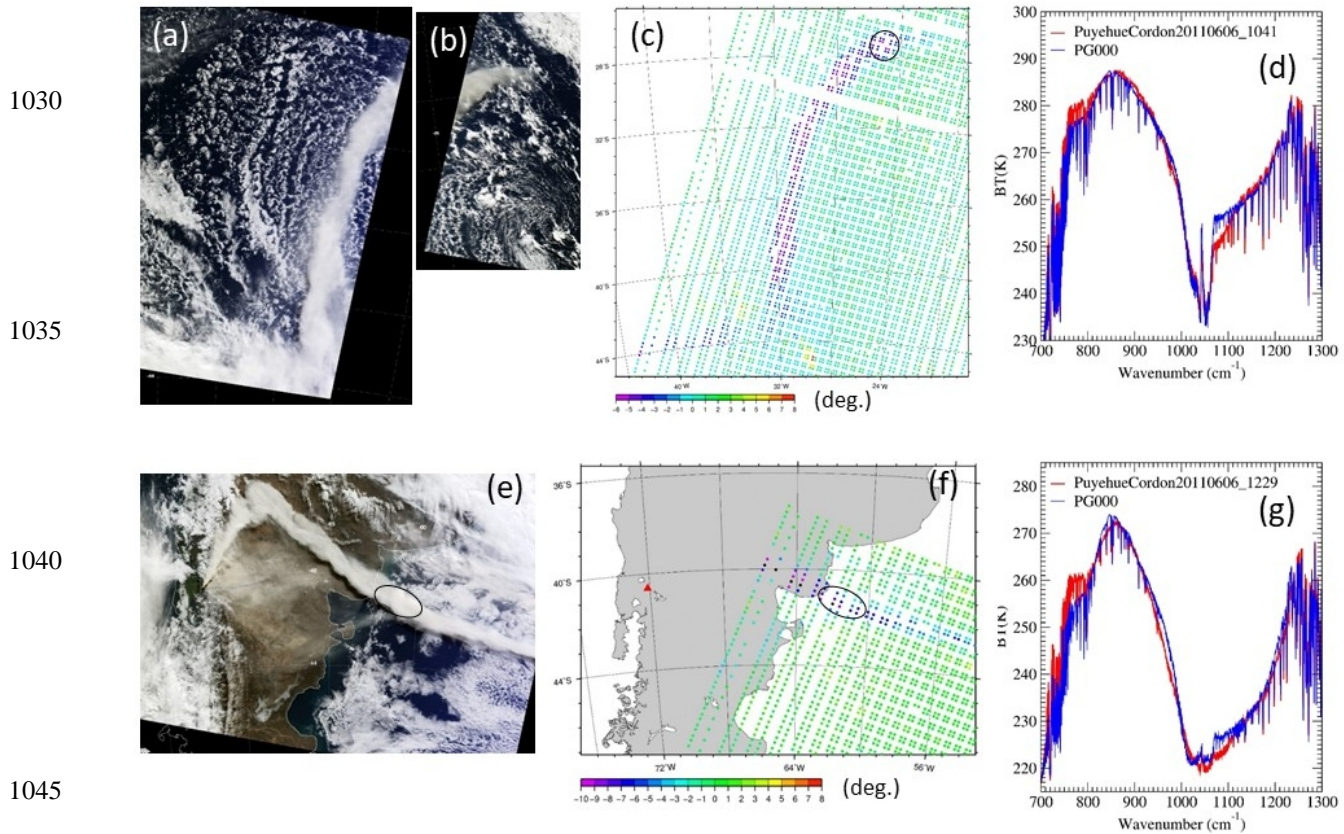 1030
1035
1040
1045
(a)
(b)
(c)
28°S
32°S
36°S
40°S
44°S
40°W
32°W
24°W
-6 -5 -4 -3 -2 -1 0 1 2 3 4 5 6 7 8
(deg.)
(d)
PuyehueCordon20110606_1041
PG000
BT(K)
300
290
280
270
260
250
240
230
700 800 900 1000 1100 1200 1300
Wavenumber (cm-1)
(e)
(f)
36°S
40°S
44°S
72°W
64°W
56°W
-10 -9 -8 -7 -6 -5 -4 -3 -2 -1 0 1 2 3 4 5 6 7 8
(deg.)
(g)
PuyehueCordon20110606_1229
PG000
BT(K)
280
270
260
250
240
230
220
700 800 900 1000 1100 1200 1300
Wavenumber (cm-1)